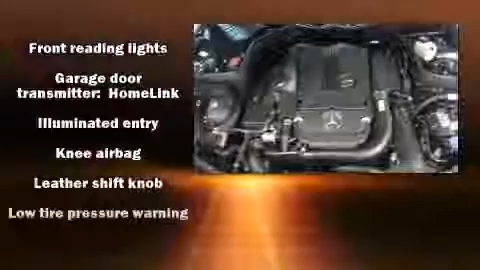 Front reading lights
Garage door
transmitter: HomeLink
Illuminated entry
Knee airbag
Leather shift knob
Low tire pressure warning